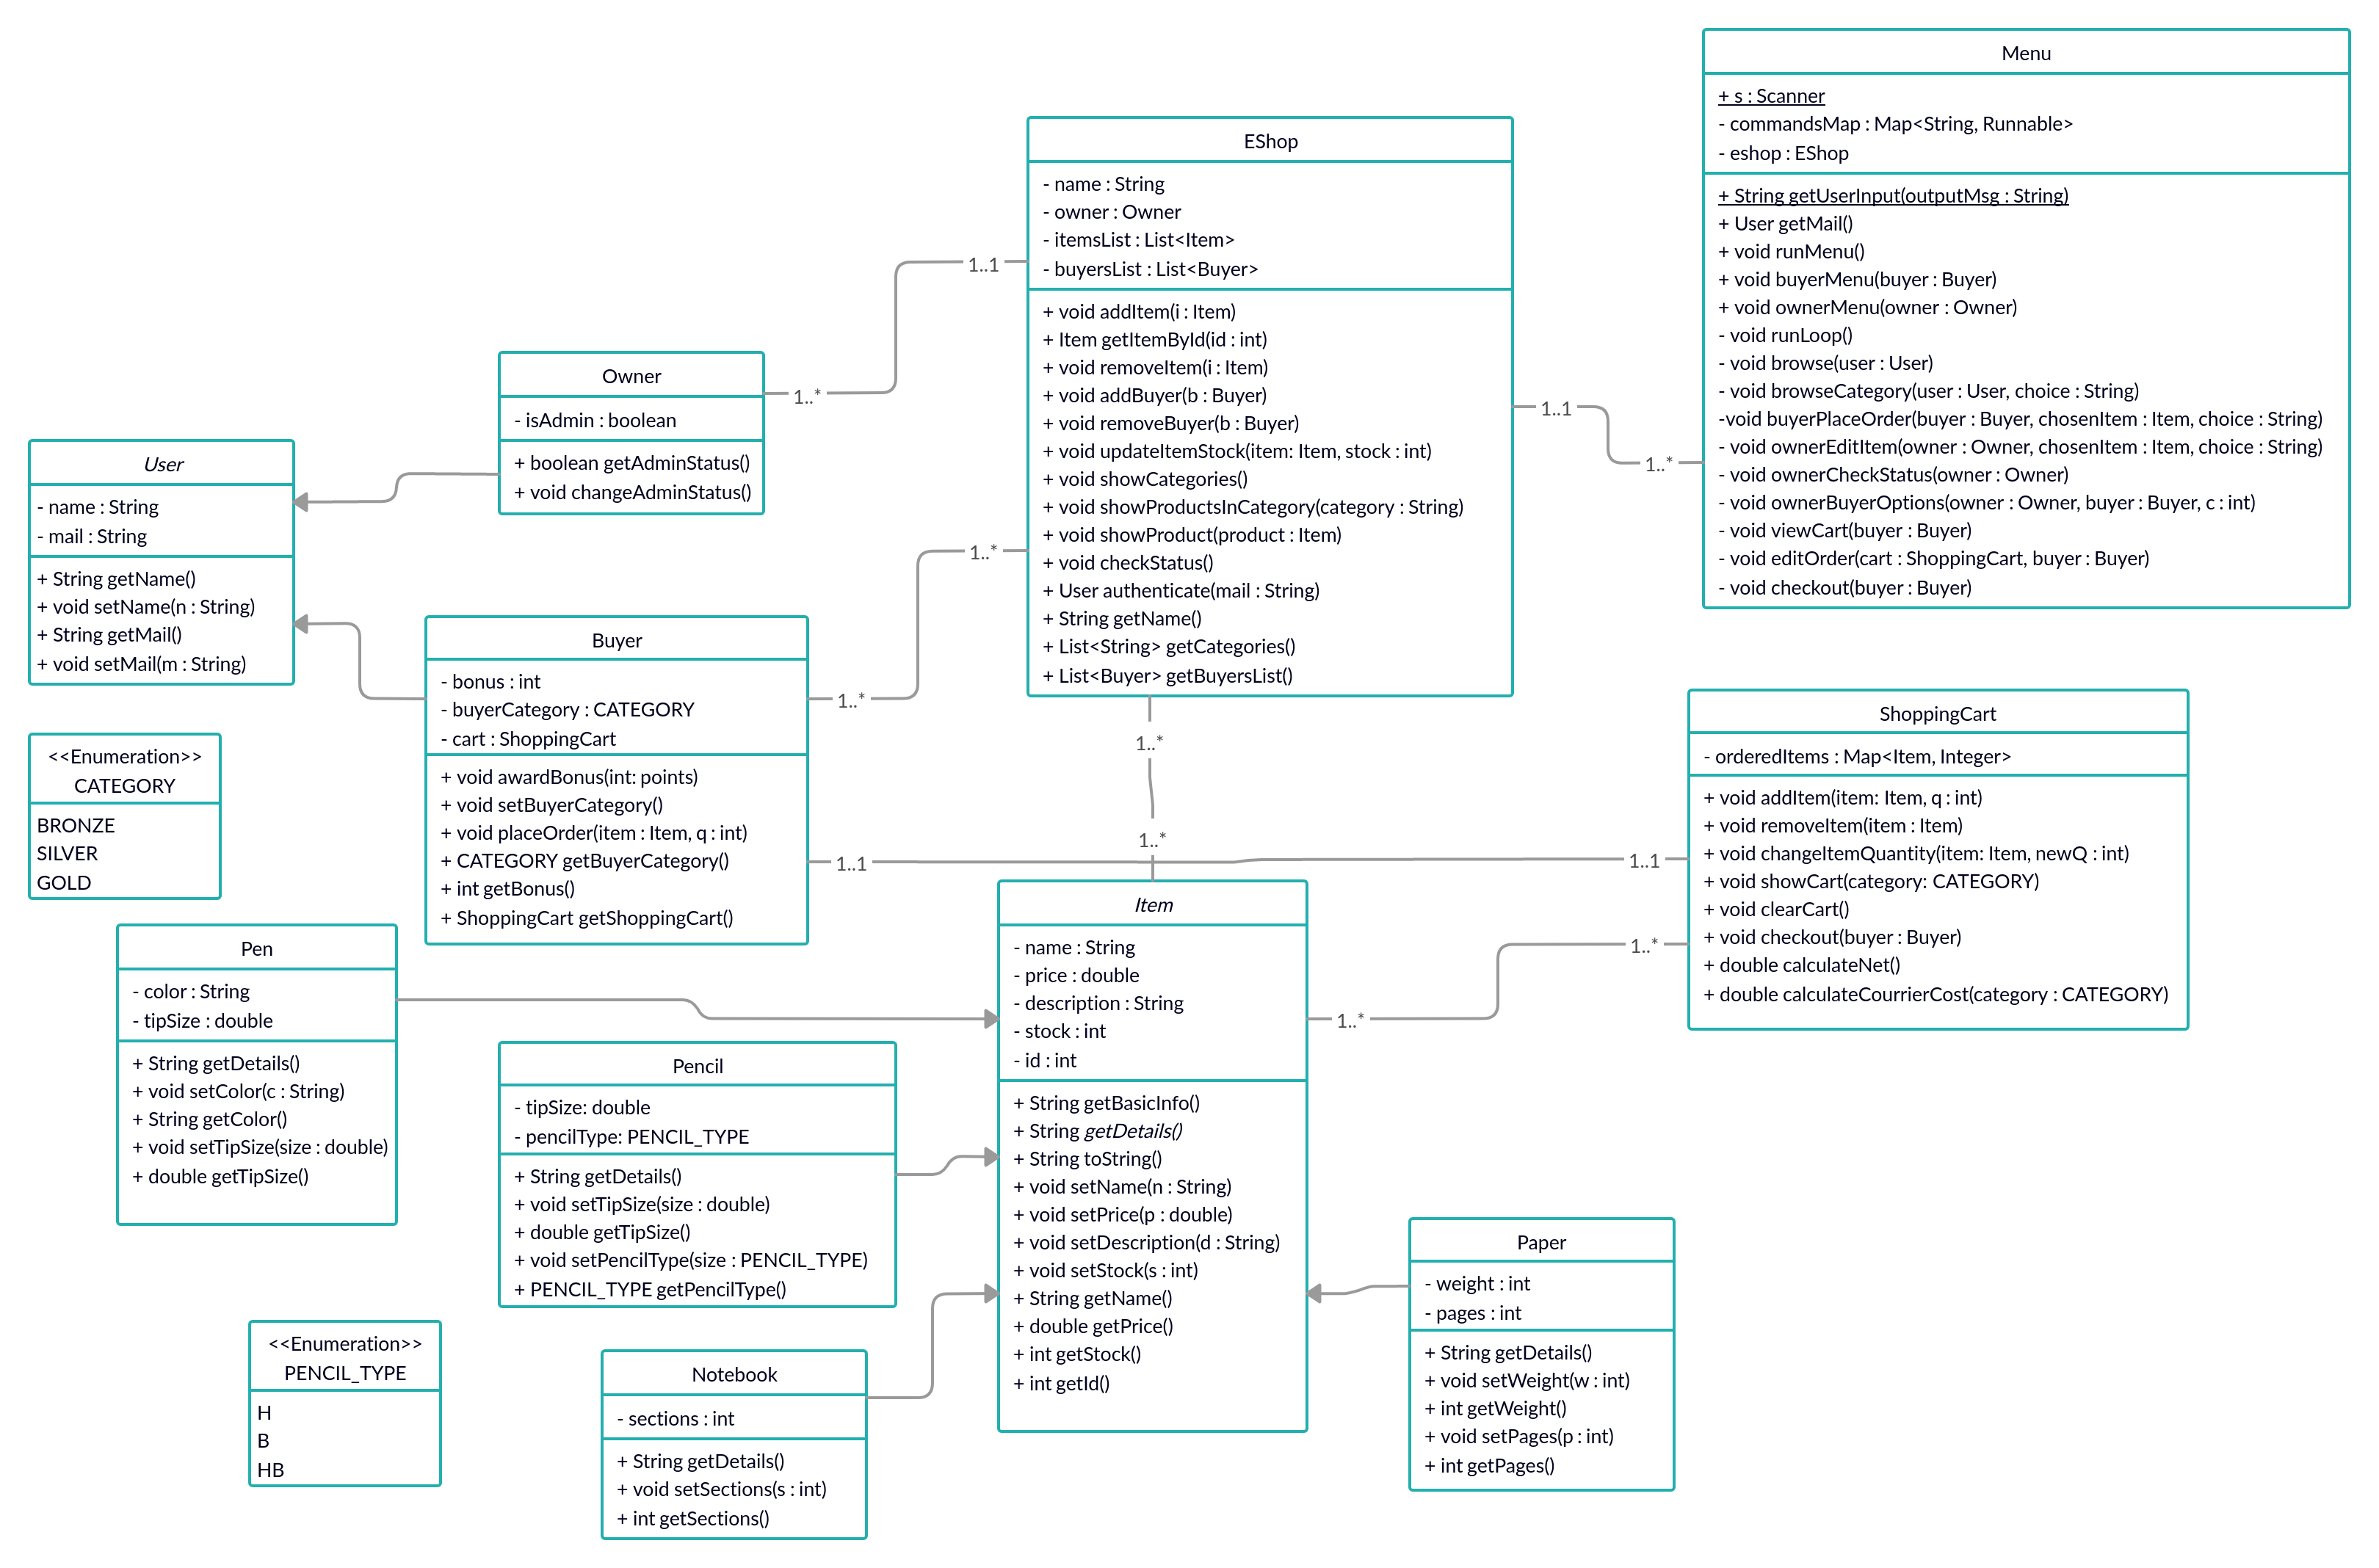 Menu
+ s : Scanner
- commandsMap : Map<String, Runnable>
- eshop : EShop
+ String getUserInput(outputMsg : String)
+ User getMail()
+ void runMenu()
+ void buyerMenu(buyer : Buyer)
+ void ownerMenu(owner : Owner)
- void runLoop()
- void browse(user : User)
- void browseCategory(user : User, choice : String)
-void buyerPlaceOrder(buyer : Buyer, chosenItem : Item, choice : String)
- void ownerEditItem(owner : Owner, chosenItem : Item, choice : String)
- void ownerCheckStatus(owner : Owner)
- void ownerBuyerOptions(owner : Owner, buyer : Buyer, c : int)
- void viewCart(buyer : Buyer)
- void editOrder(cart : ShoppingCart, buyer : Buyer)
- void checkout(buyer : Buyer)
EShop
- name : String
- owner : Owner
- itemsList : List<Item>
- buyersList : List<Buyer>
+ void addItem(i : Item)
+ Item getItemById(id : int)
+ void removeItem(i : Item)
+ void addBuyer(b : Buyer)
+ void removeBuyer(b : Buyer)
+ void updateItemStock(item: Item, stock : int)
+ void showCategories()
+ void showProductsInCategory(category : String)
+ void showProduct(product : Item)
+ void checkStatus()
+ User authenticate(mail : String)
+ String getName()
+ List<String> getCategories()
+ List<Buyer> getBuyersList()
1..1
1..*
1..1
1..*
Owner
- isAdmin : boolean
+ boolean getAdminStatus()
+ void changeAdminStatus()
User
- name : String
- mail : String
+ String getName()
+ void setName(n : String)
+ String getMail()
+ void setMail(m : String)
1..*
1..*
Buyer
- bonus : int
- buyerCategory : CATEGORY
- cart : ShoppingCart
+ void awardBonus(int: points)
+ void setBuyerCategory()
+ void placeOrder(item : Item, q : int)
+ CATEGORY getBuyerCategory()
+ int getBonus()
+ ShoppingCart getShoppingCart()
<<Enumeration>>
CATEGORY
BRONZE
SILVER
GOLD
1..*
1..*
1..1
1..1
ShoppingCart
- orderedItems : Map<Item, Integer>
+ void addItem(item: Item, q : int)
+ void removeItem(item : Item)
+ void changeItemQuantity(item: Item, newQ : int)
+ void showCart(category: CATEGORY)
+ void clearCart()
+ void checkout(buyer : Buyer)
+ double calculateNet()
+ double calculateCourrierCost(category : CATEGORY)
1..*
1..*
Pen
- color : String
- tipSize : double
+ String getDetails()
+ void setColor(c : String)
+ String getColor()
+ void setTipSize(size : double)
+ double getTipSize()
Item
- name : String
- price : double
- description : String
- stock : int
- id : int
+ String getBasicInfo()
+ String getDetails()
+ String toString()
+ void setName(n : String)
+ void setPrice(p : double)
+ void setDescription(d : String)
+ void setStock(s : int)
+ String getName()
+ double getPrice()
+ int getStock()
+ int getId()
Pencil
- tipSize: double
- pencilType: PENCIL_TYPE
+ String getDetails()
+ void setTipSize(size : double)
+ double getTipSize()
+ void setPencilType(size : PENCIL_TYPE)
+ PENCIL_TYPE getPencilType()
Paper
- weight : int
- pages : int
+ String getDetails()
+ void setWeight(w : int)
+ int getWeight()
+ void setPages(p : int)
+ int getPages()
<<Enumeration>>
PENCIL_TYPE
H
B
HB
Notebook
- sections : int
+ String getDetails()
+ void setSections(s : int)
+ int getSections()